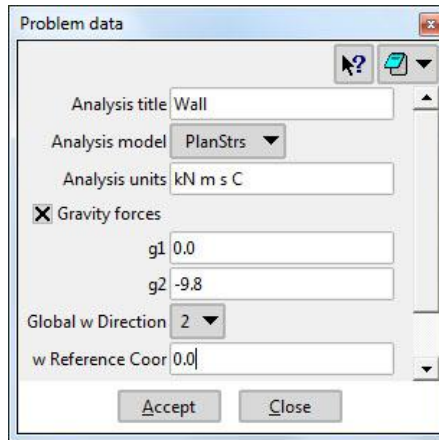 Problem data
Analysis title Wall
Analysis model PlanStrs
Analysis units kN m s C
Gravity forces
g1 0.0
g2 -9.8
Global w Direction 2
w Reference Coor 0.0
Accept Close